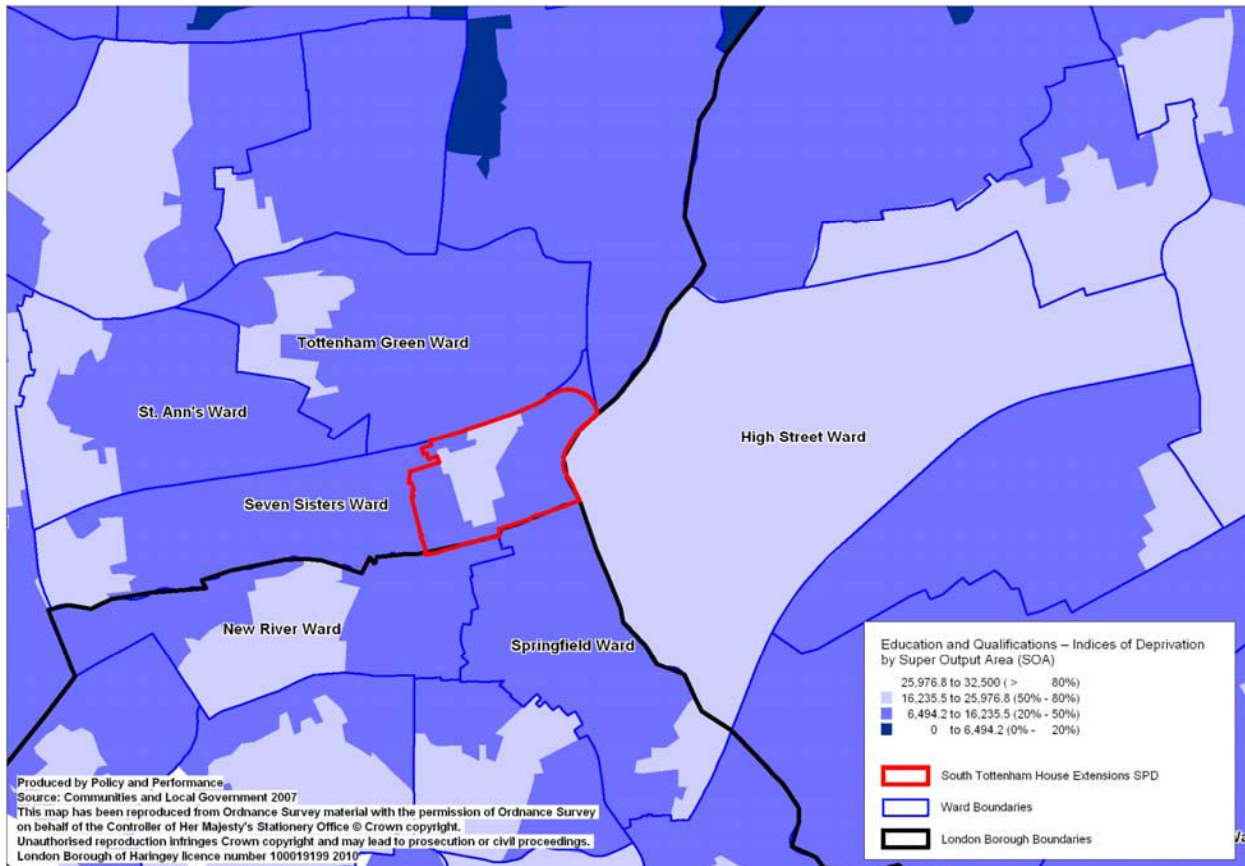 Tottenham Green Ward
St. Ann's Ward
High Street Ward
Seven Sisters Ward
New River Ward
Springfield Ward
Education and Qualifications – Indices of Deprivation
by Super Output Area (SOA)
25,976.8 to 32,500 ( > 80%)
16,235.5 to 25,976.8 (50% - 80%)
6,494.2 to 16,235.5 (20% - 50%)
0 to 6,494.2 (0% - 20%)
South Tottenham House Extensions SPD
Ward Boundaries
London Borough Boundaries
Produced by Policy and Performance
Source: Communities and Local Government 2007
This map has been reproduced from Ordnance Survey material with the permission of Ordnance Survey
on behalf of the Controller of Her Majesty's Stationery Office © Crown copyright.
Unauthorised reproduction infringes Crown copyright and may lead to prosecution or civil proceedings.
London Borough of Haringey licence number 100019199 2010